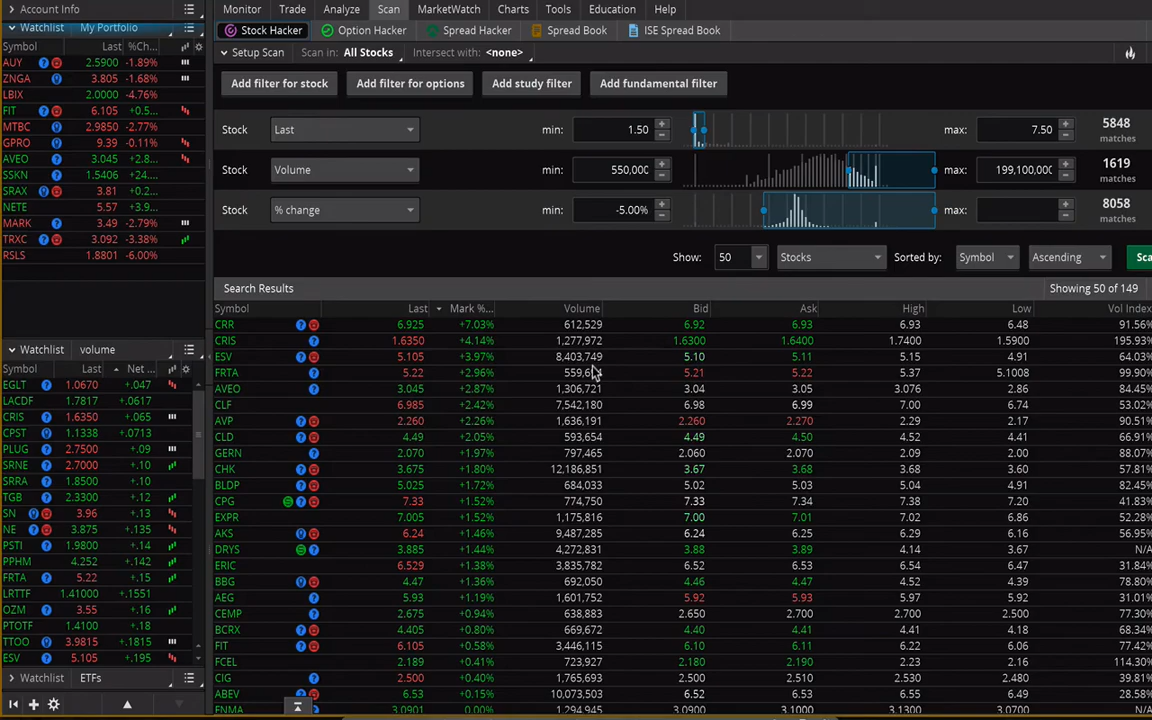 Account Info
Monitor Trade Analyze Scan MarketWatch Charts Tools Education Help
Watchlist My Portfolio
Stock Hacker Option Hacker Spread Hacker Spread Book ISE Spread Book
Symbol Last %Ch...
Setup Scan Scan in: All Stocks Intersect with: <none>
AUY 2.5900 -1.89%
ZNGA 3.805 -1.68%
LBIX 2.0000 -4.76%
FIT 6.105 +0.5...
MTBC 2.9850 -2.77%
GPRO 9.39 -0.11%
AVEO 3.045 +2.8...
SSKN 1.5406 +24....
SRAX 3.81 +0.2...
NETE 5.57 +3.9...
MARK 3.49 -2.79%
TRXC 3.092 -3.38%
RSLS 1.8801 -6.00%
Add filter for stock Add filter for options Add study filter Add fundamental filter
Stock Last min: 1.50 max: 7.50 5848 matches
Stock Volume min: 550,000 max: 199,100,000 1619 matches
Stock % change min: -5.00% max: 8058 matches
Show: 50 Stocks Sorted by: Symbol Ascending Sca
Search Results Showing 50 of 149
Symbol Last Mark %... Volume Bid Ask High Low Vol Index
CRR 6.925 +7.03% 612,529 6.92 6.93 6.93 6.48 91.56%
CRIS 1.6350 +4.14% 1,277,972 1.6300 1.6400 1.7400 1.5900 195.93%
ESV 5.105 +3.97% 8,403,749 5.10 5.11 5.15 4.91 64.03%
FRTA 5.22 +2.96% 5.21 5.22 5.37 5.1008 99.90%
AVEO 3.045 +2.87% 1,306,721 3.04 3.05 3.076 2.86 84.45%
CLF 6.985 +2.42% 7,542,180 6.98 6.99 7.00 6.74 53.02%
AVP 2.260 +2.26% 1,636,191 2.260 2.270 2.29 2.17 90.51%
CLD 4.49 +2.05% 593,654 4.49 4.50 4.52 4.41 66.91%
GERN 2.070 +1.97% 797,465 2.060 2.070 2.09 2.00 88.07%
CHK 3.675 +1.80% 12,186,851 3.67 3.68 3.68 3.60 57.81%
BLDP 5.025 +1.72% 684,033 5.02 5.03 5.04 4.91 82.45%
CPG 7.33 +1.52% 774,750 7.33 7.34 7.38 7.20 41.83%
EXPR 7.005 +1.52% 1,175,816 7.00 7.01 7.02 6.86 52.28%
AKS 6.24 +1.46% 9,487,285 6.24 6.25 6.29 6.16 56.95%
DRYS 3.885 +1.44% 4,272,831 3.88 3.89 4.14 3.67 N/A
ERIC 6.529 +1.38% 3,835,782 6.52 6.53 6.54 6.52 31.84%
BBG 4.47 +1.36% 692,050 4.46 4.47 4.52 4.39 78.80%
AEG 5.93 +1.19% 1,601,752 5.92 5.93 5.97 5.92 31.01%
CEMP 2.675 +0.94% 638,883 2.650 2.700 2.700 2.500 77.30%
BCRX 4.405 +0.80% 669,672 4.40 4.41 4.47 4.32 68.34%
FIT 6.105 +0.58% 3,446,115 6.10 6.11 6.22 6.06 77.42%
FCEL 2.189 +0.41% 723,927 2.180 2.190 2.23 2.16 114.30%
CIG 2.500 +0.40% 1,765,693 2.500 2.510 2.530 2.480 39.81%
ABEV 6.53 +0.15% 10,073,503 6.52 6.53 6.55 6.50 28.58%
FNMA 3.0901 0.00% 1,294,945 3.0900 3.1000 3.1300 3.0700 N/A
Watchlist volume
Symbol Last Net ...
EGLT 1.0670 +.047
LACDF 1.7817 +.0617
CRIS 1.6350 +.065
CPST 1.1338 +.0713
PLUG 2.7500 +.09
SRNE 2.7000 +.10
SRRA 1.8500 +.10
TGB 2.3300 +.12
SN 3.96 +.13
NE 3.875 +.135
PSTI 1.9800 +.14
PPHM 4.252 +.142
FRTA 5.22 +.15
LRTTF 1.41000 +.1551
OZM 3.55 +.16
PTOTF 1.4100 +.18
TTOO 3.9815 +.1815
ESV 5.105 +.195
Watchlist ETFs